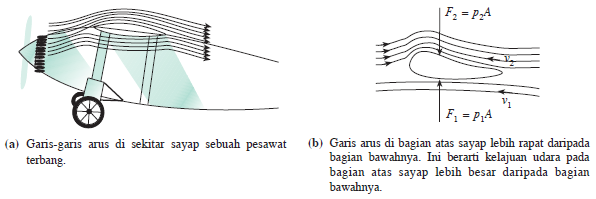 F₂ = p₂A
v₂
v₁
F₁ = p₁A
(a) Garis-garis arus di sekitar sayap sebuah pesawat
terbang.
(b) Garis arus di bagian atas sayap lebih rapat daripada
bagian bawahnya. Ini berarti kelajuan udara pada
bagian atas sayap lebih besar daripada bagian
bawahnya.